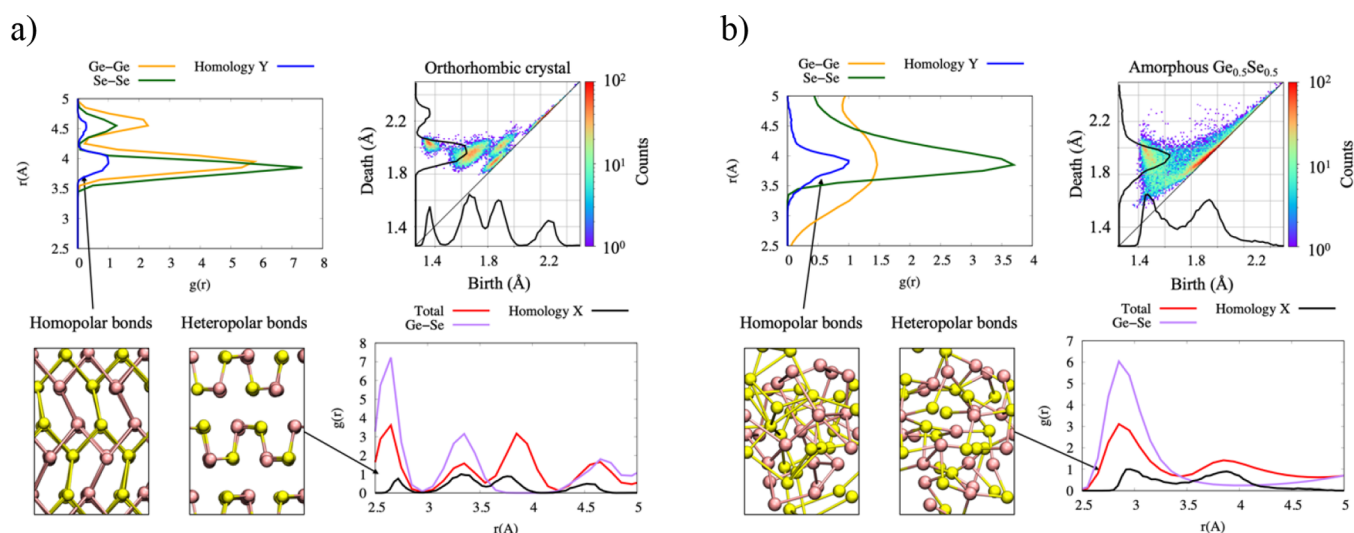 a)
Ge−Ge
Se−Se
Homology Y
5
4.5
4
3.5
3
2.5
r(A)
0 1 2 3 4 5 6 7 8
g(r)
Orthorhombic crystal
2.2
1.8
1.4
Death (Å)
1.4 1.8 2.2
Birth (Å)
10²
10¹
10⁰
Counts
Homopolar bonds
Heteropolar bonds
Total
Ge−Se
Homology X
8
7
6
5
4
3
2
1
0
g(r)
2.5 3 3.5 4 4.5 5
r(A)
b)
Ge−Ge
Se−Se
Homology Y
5
4.5
4
3.5
3
2.5
r(A)
0 0.5 1 1.5 2 2.5 3 3.5 4
g(r)
Amorphous Ge₀.₅Se₀.₅
2.2
1.8
1.4
Death (Å)
1.4 1.8 2.2
Birth (Å)
10²
10¹
10⁰
Counts
Homopolar bonds
Heteropolar bonds
Total
Ge−Se
Homology X
7
6
5
4
3
2
1
0
g(r)
2.5 3 3.5 4 4.5 5
r(A)